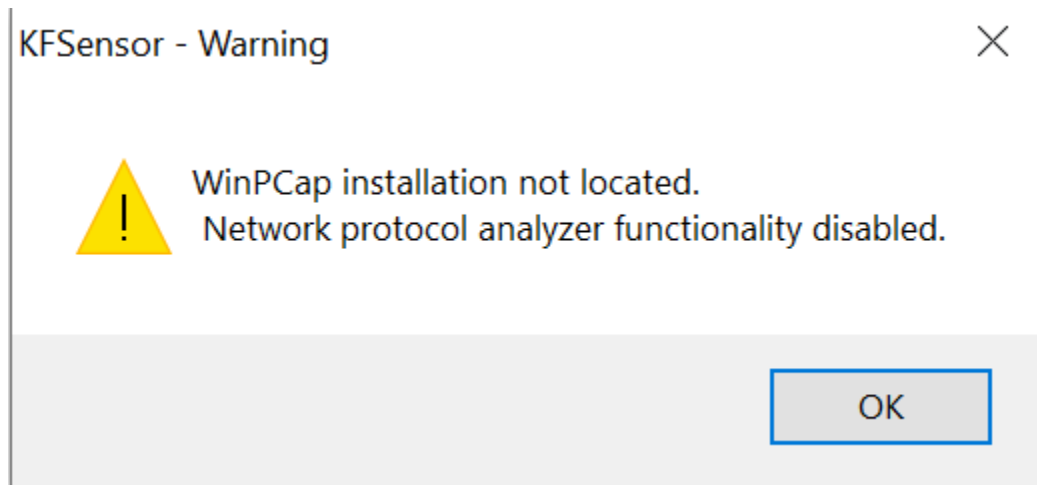 KFSensor - Warning
!
WinPCap installation not located.
Network protocol analyzer functionality disabled.
OK